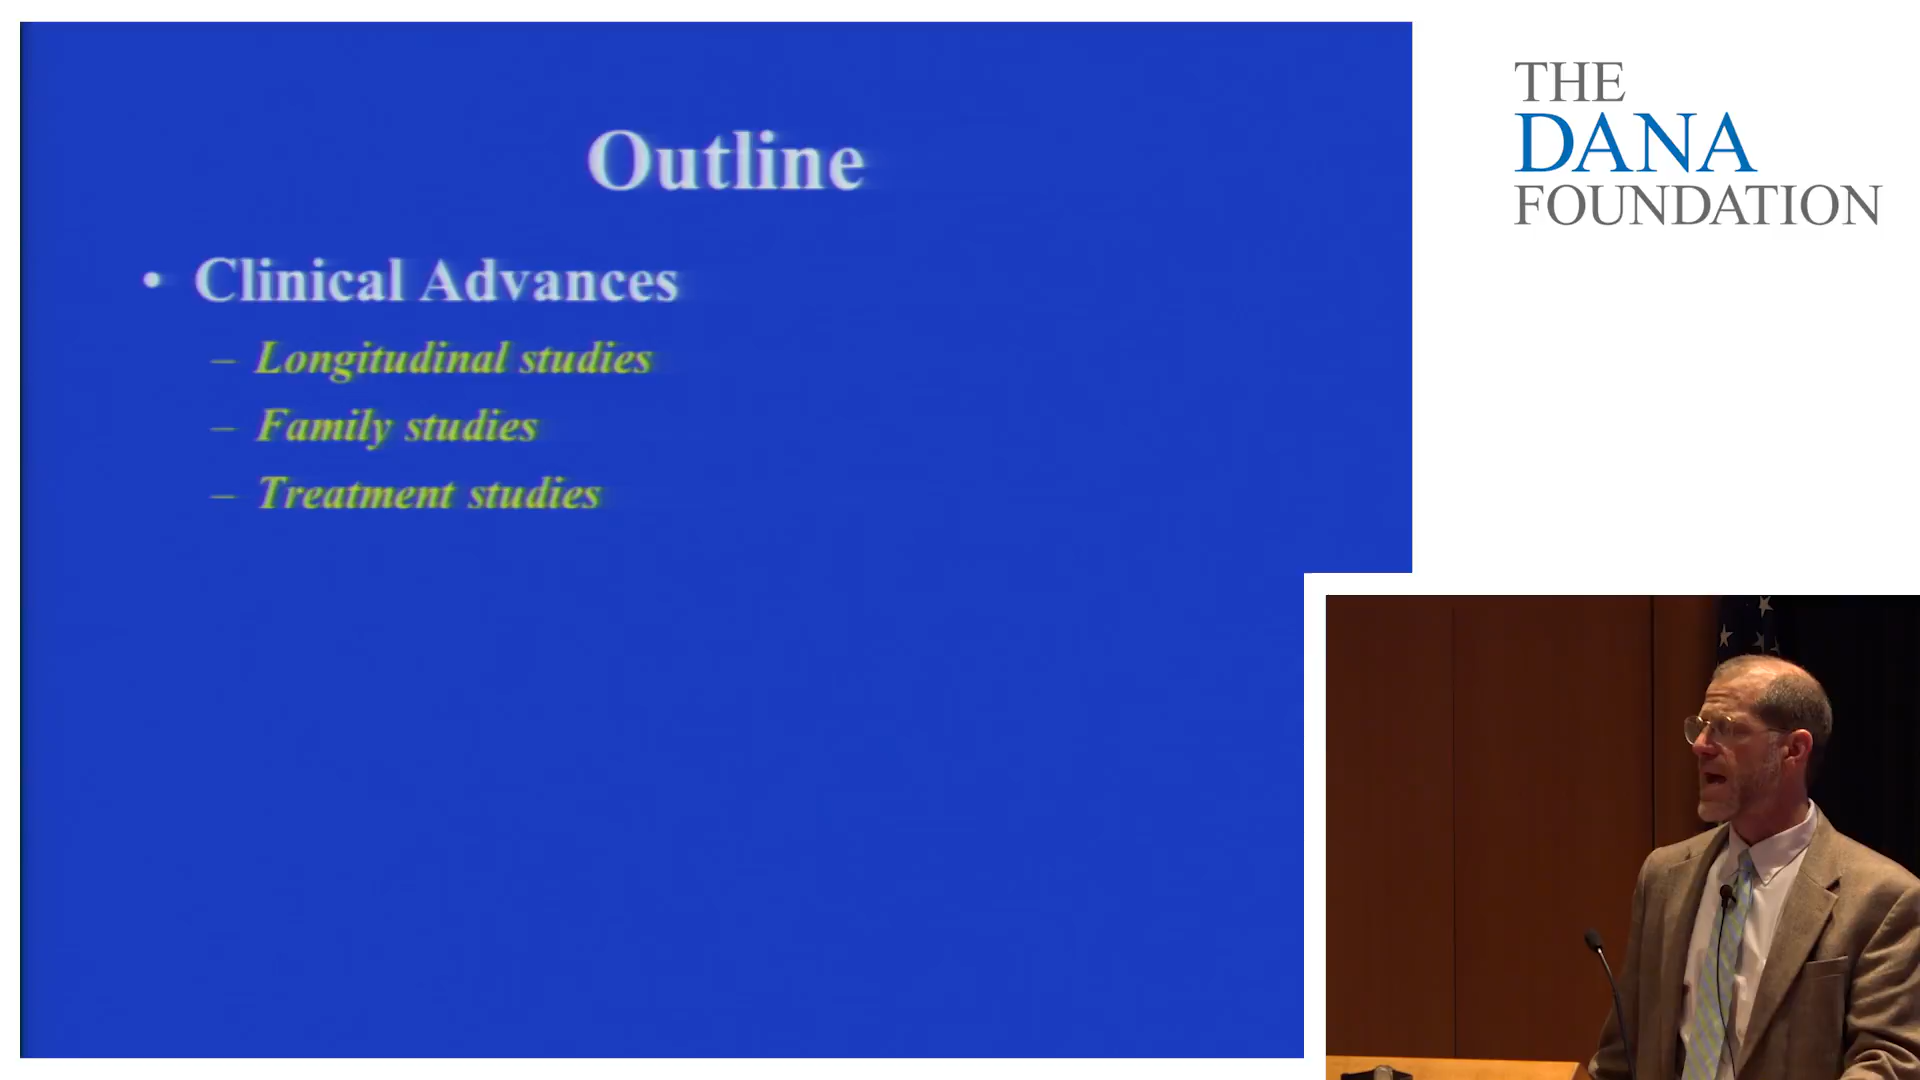 Outline
• Clinical Advances
– Longitudinal studies
– Family studies
– Treatment studies
THE
DANA
FOUNDATION